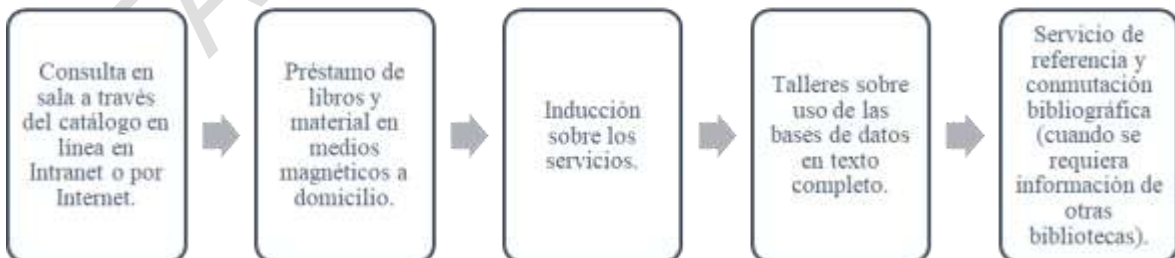 Consulta en
sala a través
del catálogo en
línea en
Intranet o por
Internet.
Préstamo de
libros y
material en
medios
magnéticos a
domicilio.
Inducción
sobre los
servicios.
Talleres sobre
uso de las
bases de datos
en texto
completo.
Servicio de
referencia y
conmutación
bibliográfica
(cuando se
requiera
información de
otras
bibliotecas).